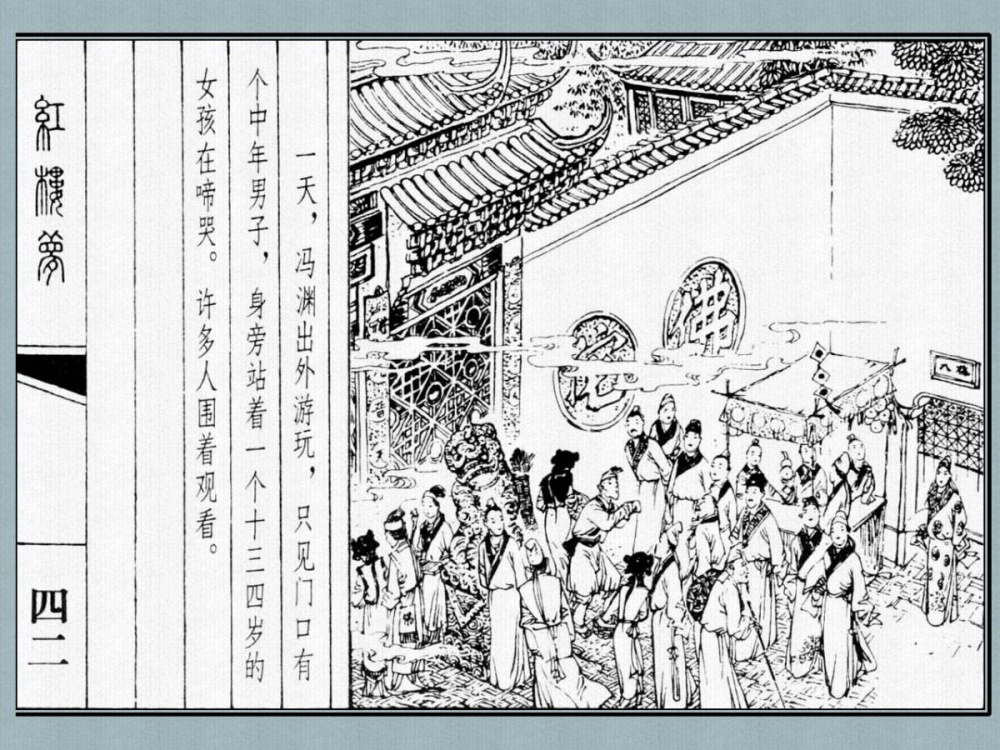 一天，冯渊出外游玩，只见门口有
个中年男子，身旁站着一个十三四岁的
女孩在啼哭。许多人围着观看。
紅樓夢
四二
佛